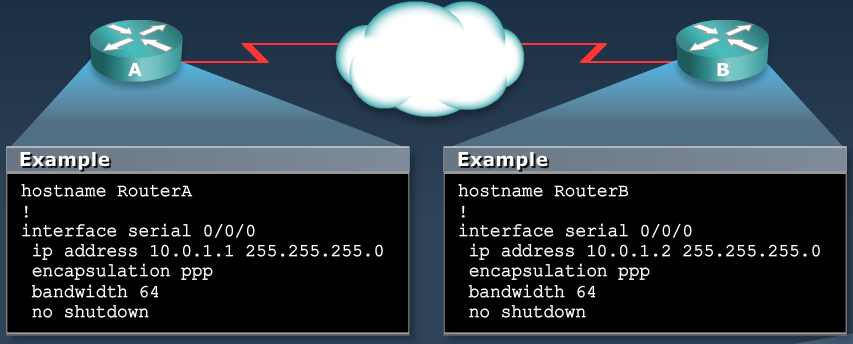 A
B
Example
hostname RouterA
!
interface serial 0/0/0
ip address 10.0.1.1 255.255.255.0
encapsulation ppp
bandwidth 64
no shutdown
Example
hostname RouterB
!
interface serial 0/0/0
ip address 10.0.1.2 255.255.255.0
encapsulation ppp
bandwidth 64
no shutdown